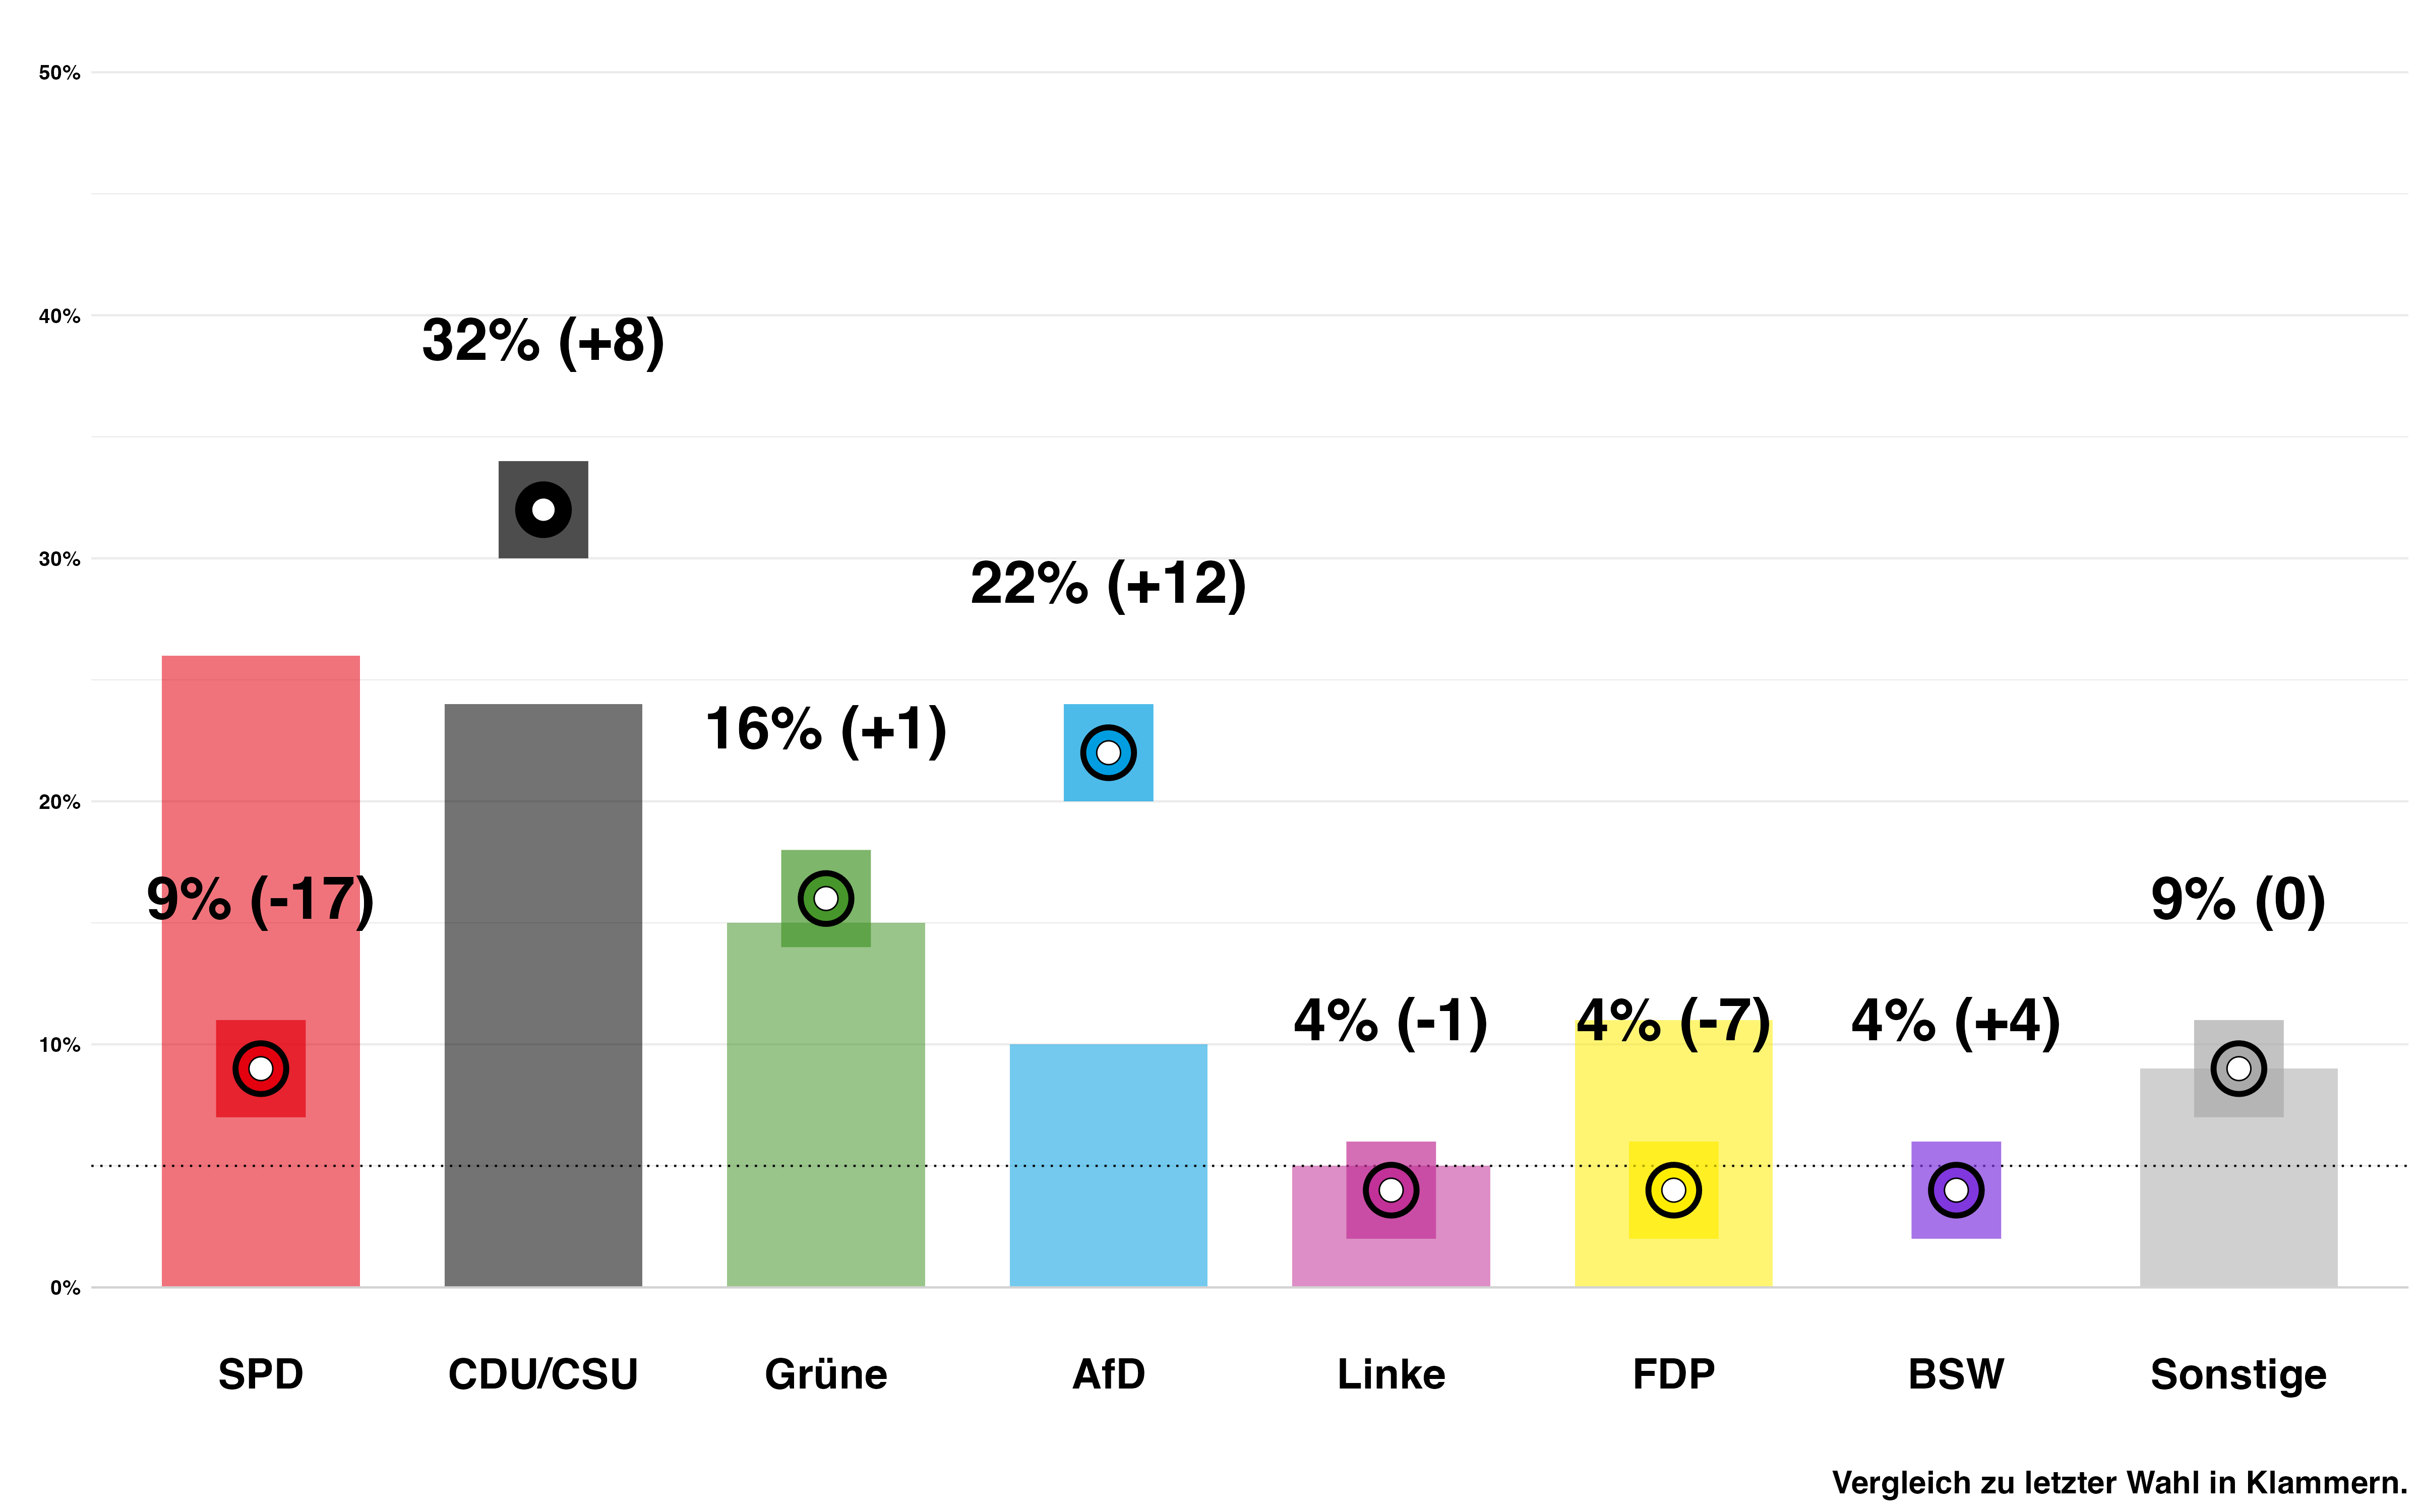 50%
40%
30%
20%
10%
0%
32% (+8)
22% (+12)
16% (+1)
9% (-17)
9% (0)
4% (-1)
4% (-7)
4% (+4)
SPD
CDU/CSU
Grüne
AfD
Linke
FDP
BSW
Sonstige
Vergleich zu letzter Wahl in Klammern.